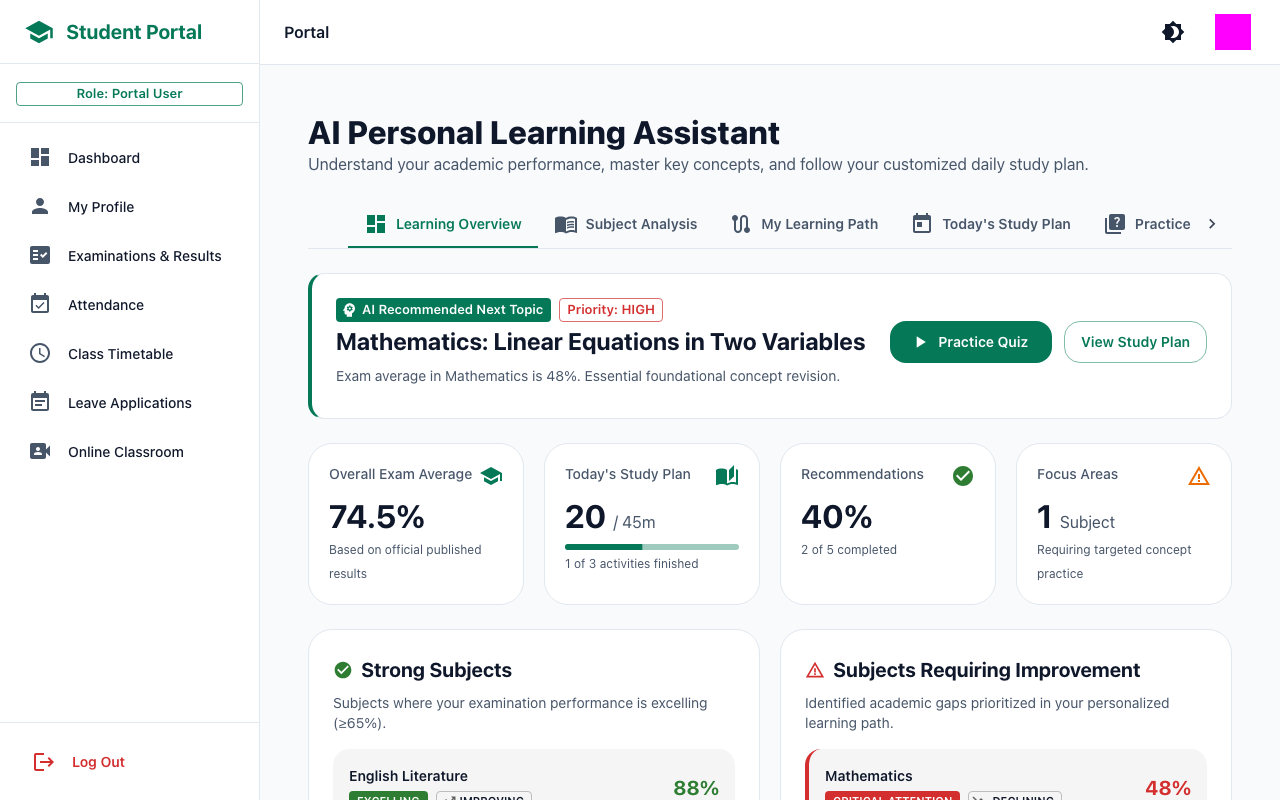 Student Portal
Portal
Role: Portal User
Dashboard
My Profile
Examinations & Results
Attendance
Class Timetable
Leave Applications
Online Classroom
Log Out
AI Personal Learning Assistant
Understand your academic performance, master key concepts, and follow your customized daily study plan.
Learning Overview
Subject Analysis
My Learning Path
Today's Study Plan
Practice
AI Recommended Next Topic
Priority: HIGH
Mathematics: Linear Equations in Two Variables
Exam average in Mathematics is 48%. Essential foundational concept revision.
Practice Quiz
View Study Plan
Overall Exam Average
74.5%
Based on official published
results
Today's Study Plan
20 / 45m
1 of 3 activities finished
Recommendations
40%
2 of 5 completed
Focus Areas
1 Subject
Requiring targeted concept
practice
Strong Subjects
Subjects where your examination performance is excelling
(≥65%).
English Literature
88%
EXCELLING
IMPROVING
Subjects Requiring Improvement
Identified academic gaps prioritized in your personalized
learning path.
Mathematics
48%
CRITICAL ATTENTION
DECLINING